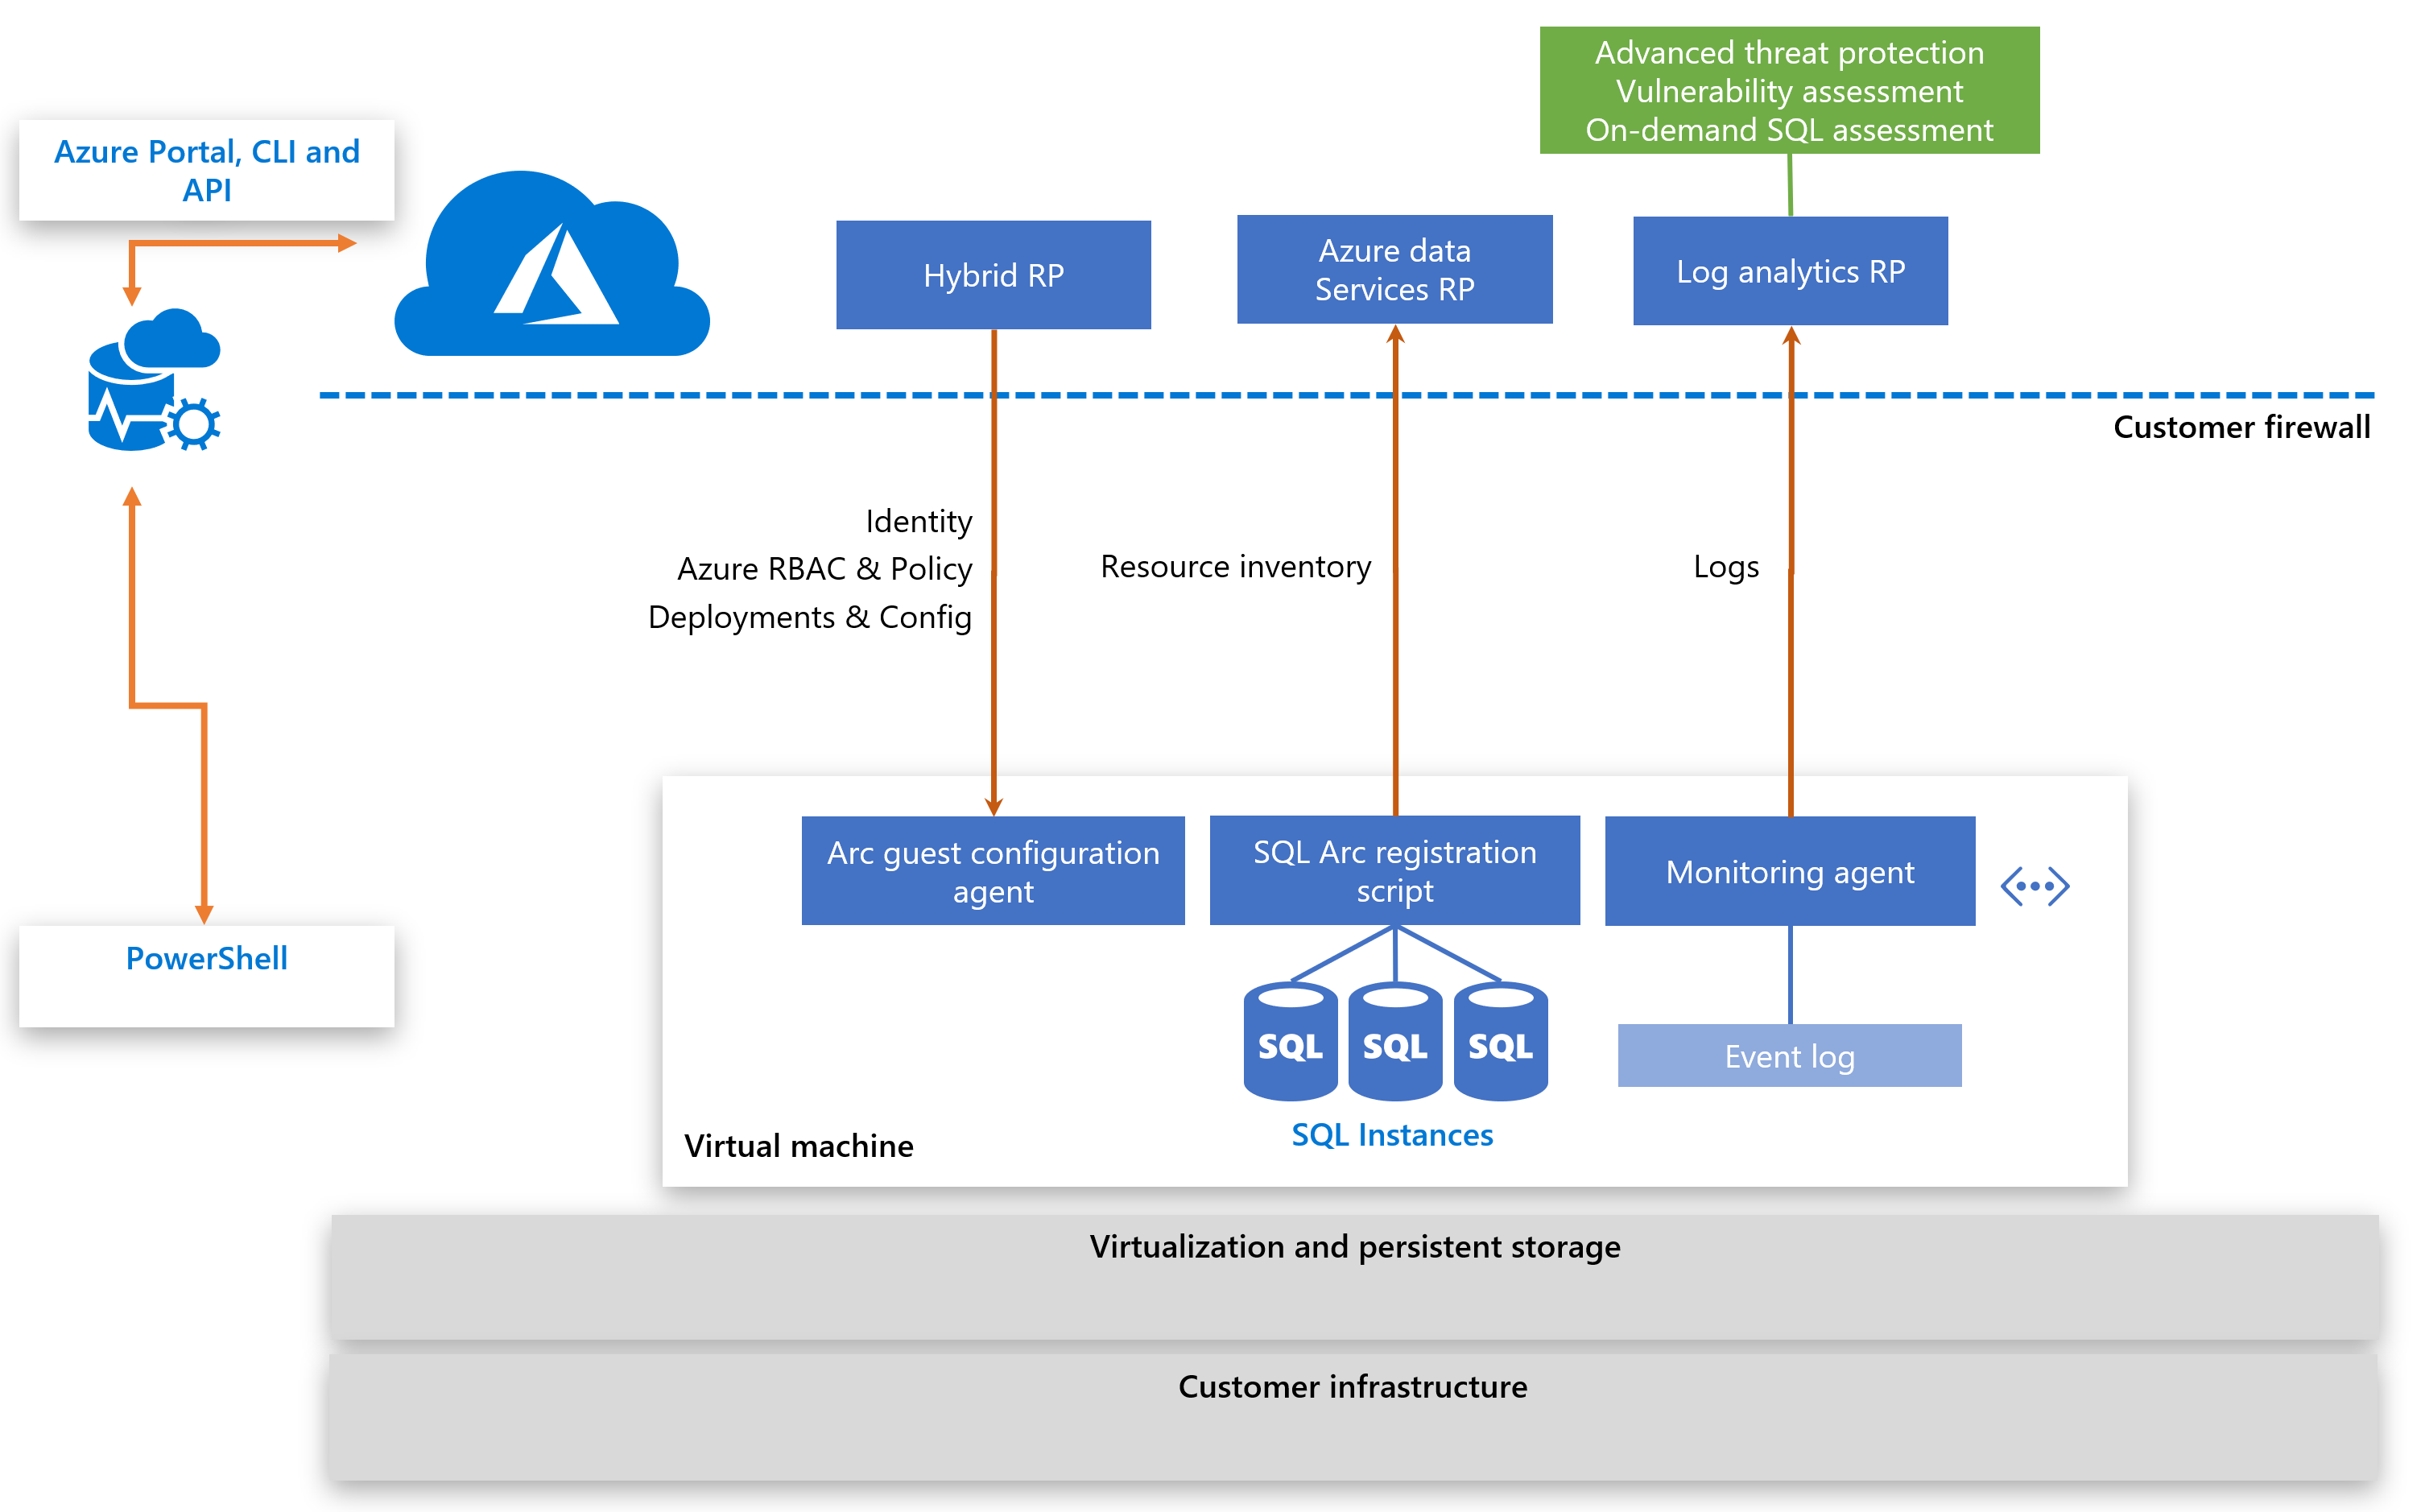 Advanced threat protection
Vulnerability assessment
On-demand SQL assessment
Azure Portal, CLI and
API
Hybrid RP
Azure data
Services RP
Log analytics RP
Customer firewall
Identity
Azure RBAC & Policy
Deployments & Config
Resource inventory
Logs
Arc guest configuration
agent
SQL Arc registration
script
Monitoring agent
PowerShell
SQL
SQL
SQL
Event log
SQL Instances
Virtual machine
Virtualization and persistent storage
Customer infrastructure